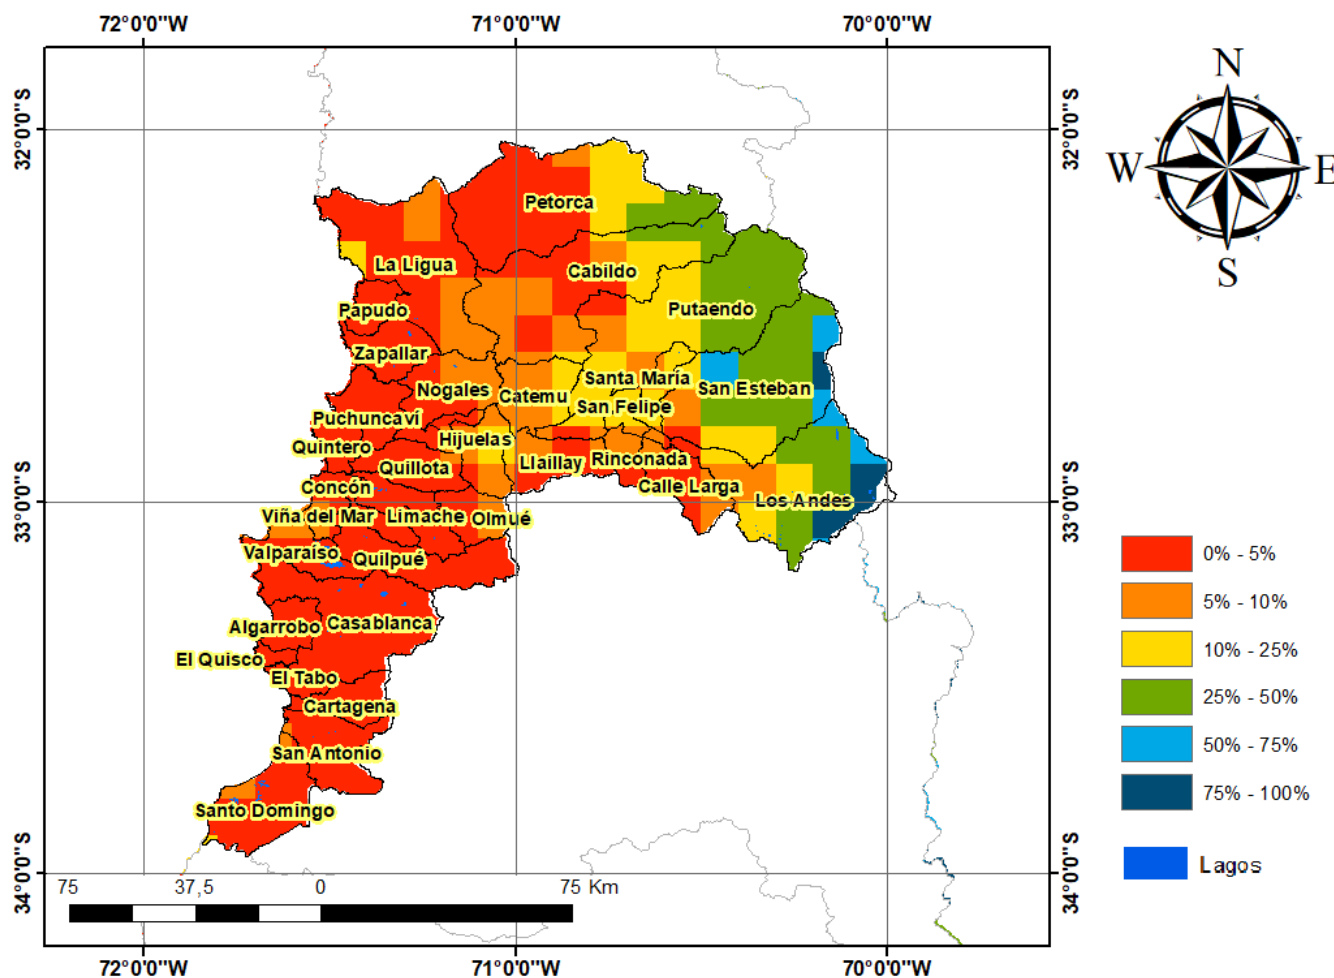 72°0'0"W 71°0'0"W 70°0'0"W
32°0'0"S
32°0'0"S
N
W
E
S
Petorca
La Ligua
Cabildo
Papudo
Putaendo
Zapallar
Santa María
Nogales
Catemu
San Esteban
San Felipe
Puchuncaví
Quintero
Hijuelas
Quillota
Llaillay
Rinconada
Concón
Calle Larga
Los Andes
33°0'0"S
33°0'0"S
Viña del Mar
Limache
Olmué
Valparaíso
Quilpué
Algarrobo
Casablanca
El Quisco
El Tabo
Cartagena
San Antonio
Santo Domingo
0% - 5%
5% - 10%
10% - 25%
25% - 50%
50% - 75%
75% - 100%
Lagos
34°0'0"S
34°0'0"S
75 37,5 0 75 Km
72°0'0"W 71°0'0"W 70°0'0"W